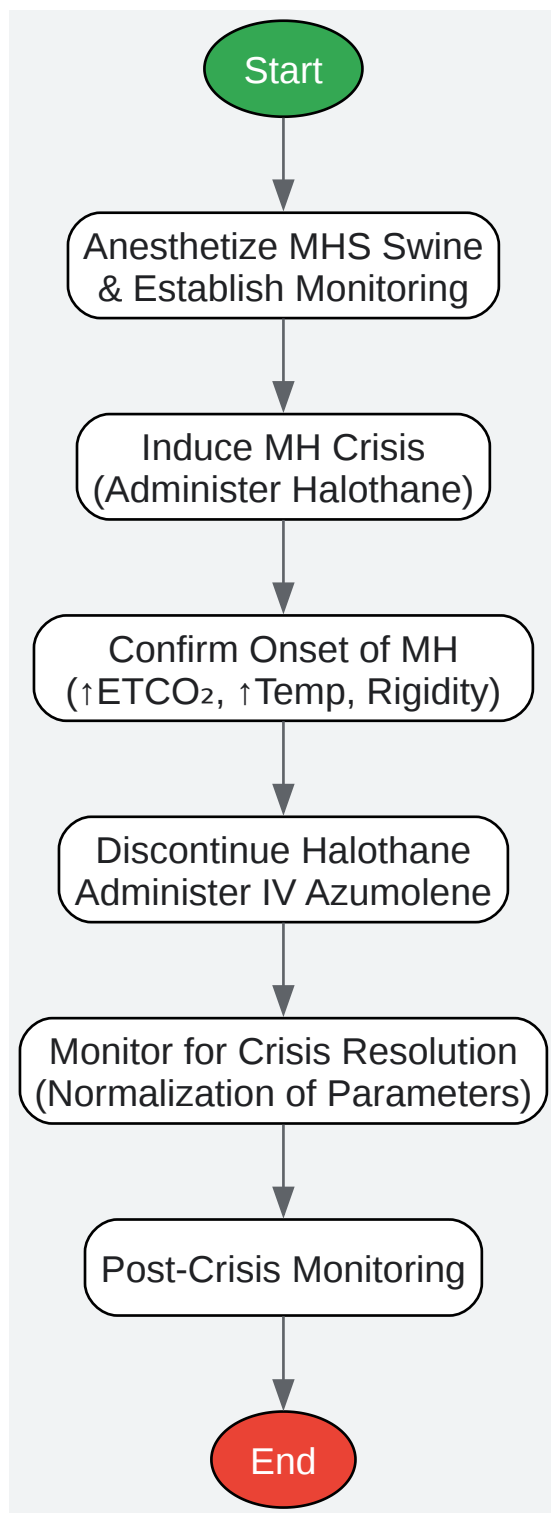 Start
Anesthetize MHS Swine
& Establish Monitoring
Induce MH Crisis
(Administer Halothane)
Confirm Onset of MH
(↑ETCO₂, ↑Temp, Rigidity)
Discontinue Halothane
Administer IV Azumolene
Monitor for Crisis Resolution
(Normalization of Parameters)
Post-Crisis Monitoring
End